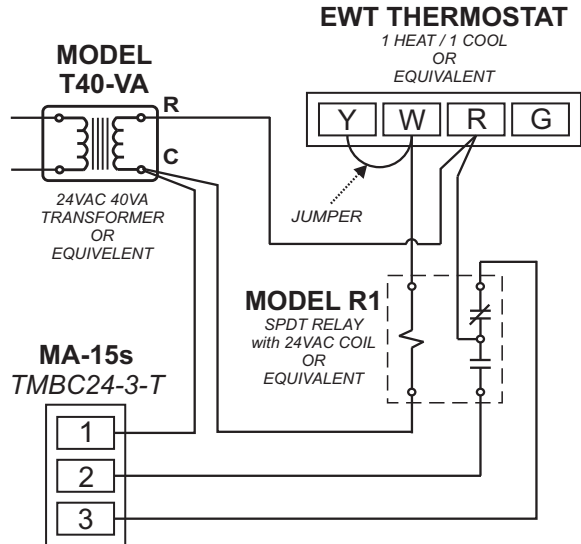 EWT THERMOSTAT
1 HEAT / 1 COOL
OR
EQUIVALENT
MODEL
T40-VA
R
C
Y W R G
24VAC 40VA
TRANSFORMER
OR
EQUIVELENT
JUMPER
MODEL R1
SPDT RELAY
with 24VAC COIL
OR
EQUIVALENT
MA-15s
TMBC24-3-T
1
2
3